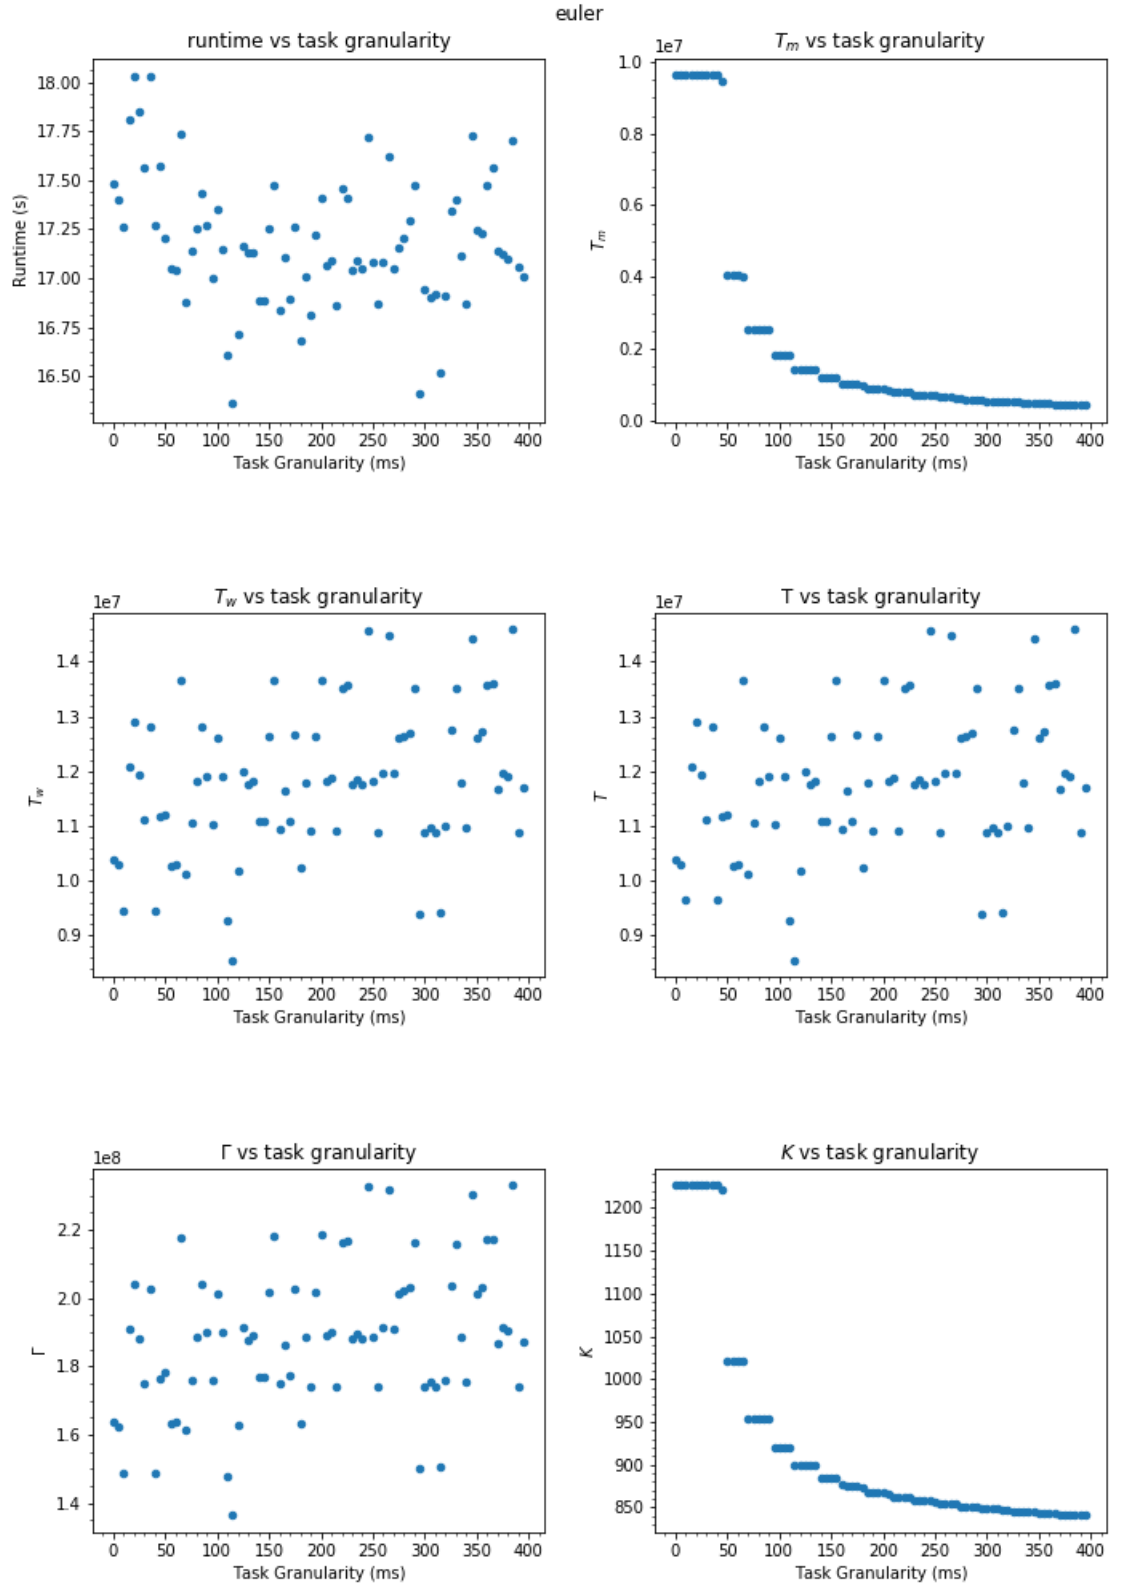 euler
runtime vs task granularity
18.00
17.75
17.50
17.25
17.00
16.75
16.50
Runtime (s)
0 50 100 150 200 250 300 350 400
Task Granularity (ms)
T_m vs task granularity
1e7
1.0
0.8
0.6
0.4
0.2
0.0
T_m
0 50 100 150 200 250 300 350 400
Task Granularity (ms)
T_w vs task granularity
1e7
1.4
1.3
1.2
1.1
1.0
0.9
T_w
0 50 100 150 200 250 300 350 400
Task Granularity (ms)
T vs task granularity
1e7
1.4
1.3
1.2
1.1
1.0
0.9
T
0 50 100 150 200 250 300 350 400
Task Granularity (ms)
Γ vs task granularity
1e8
2.2
2.0
1.8
1.6
1.4
Γ
0 50 100 150 200 250 300 350 400
Task Granularity (ms)
K vs task granularity
1200
1150
1100
1050
1000
950
900
850
K
0 50 100 150 200 250 300 350 400
Task Granularity (ms)